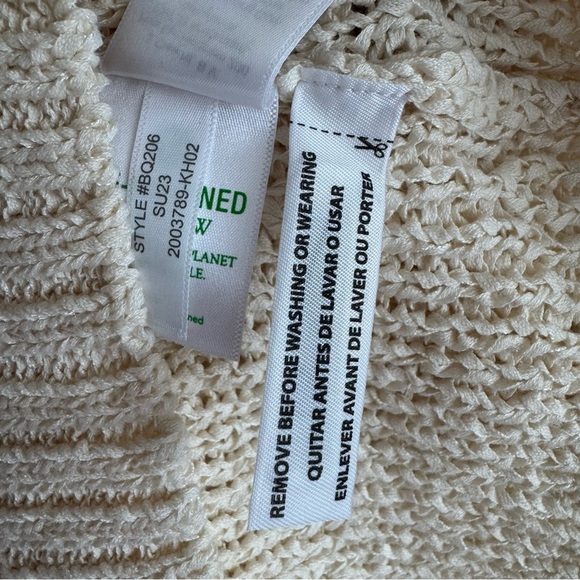 STYLE #BQ206
SU23
2003789-KH02
NED
W
PLANET
LE.
ned
REMOVE BEFORE WASHING OR WEARING
QUITAR ANTES DE LAVAR O USAR
ENLEVER AVANT DE LAVER OU PORTER